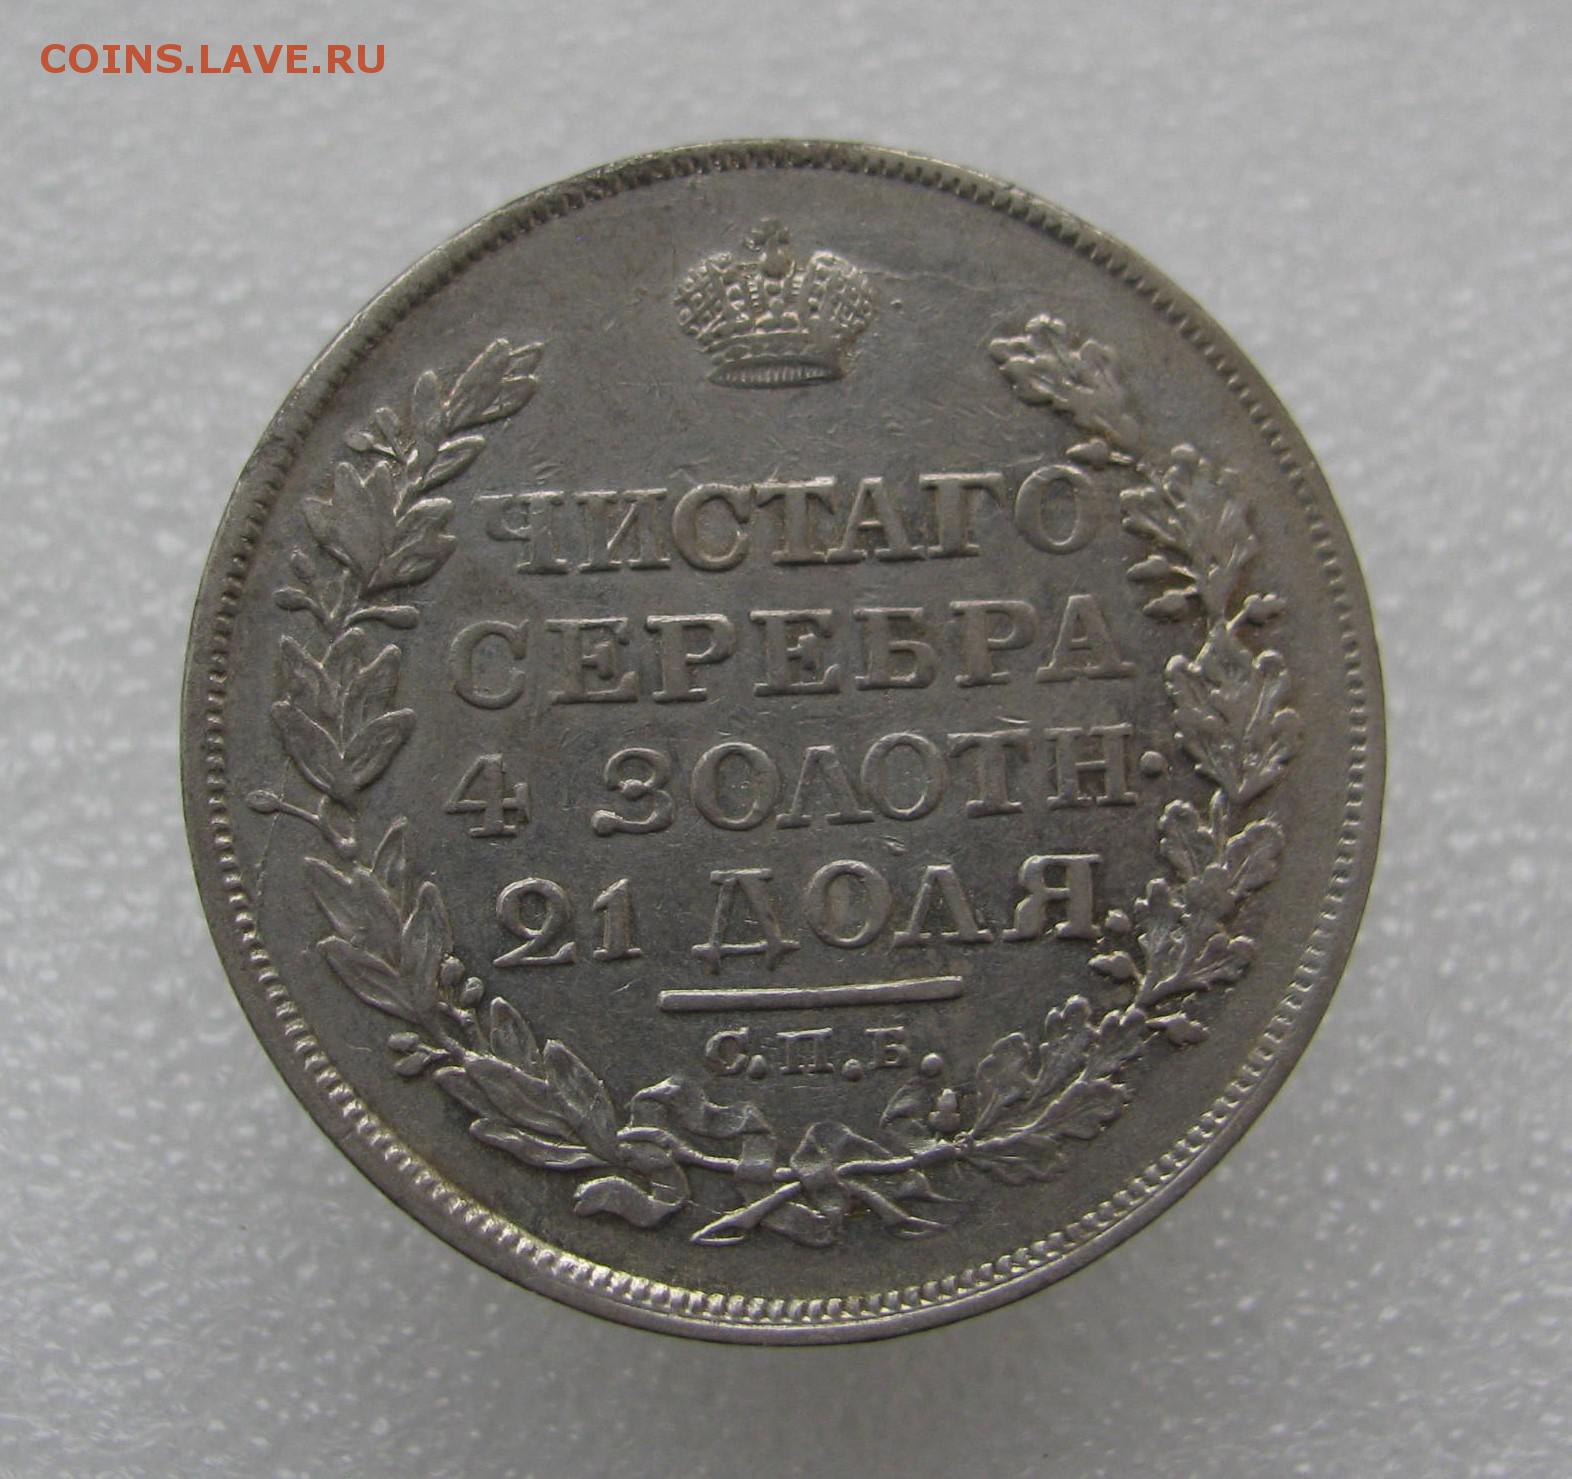 COINS.LAVE.RU
ЧИСТАГО
СЕРЕБРА
4 ЗОЛОТН.
21 ДОЛЯ.
С.П.Б.